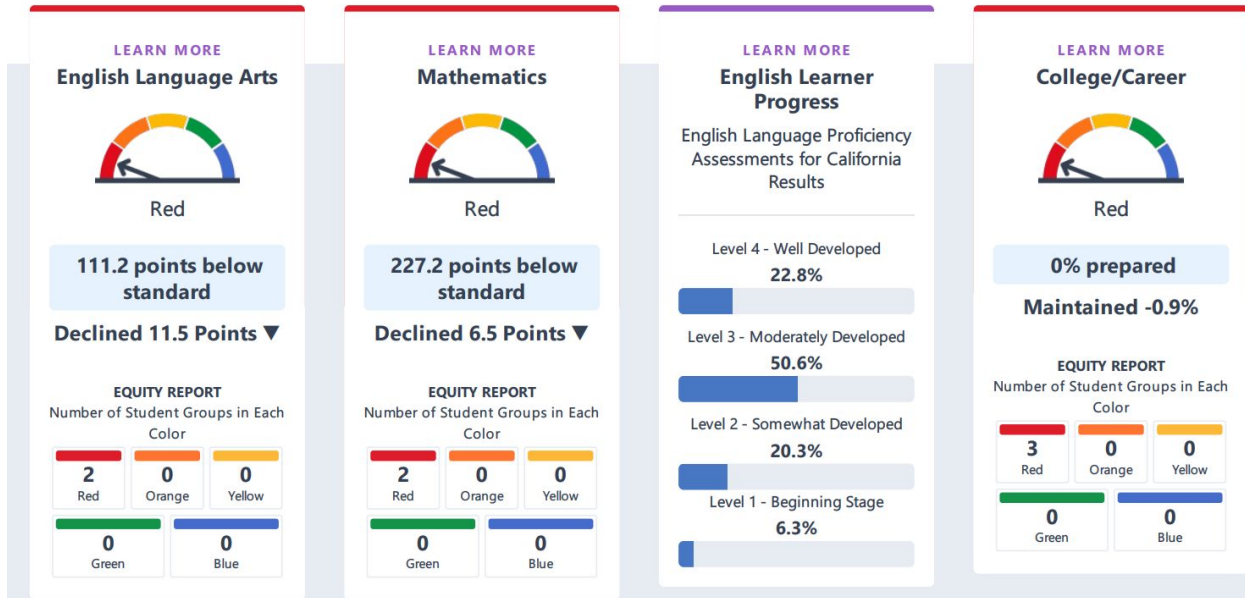 LEARN MORE
English Language Arts
Red
111.2 points below
standard
Declined 11.5 Points ▼
EQUITY REPORT
Number of Student Groups in Each
Color
2
Red
0
Orange
0
Yellow
0
Green
0
Blue
LEARN MORE
Mathematics
Red
227.2 points below
standard
Declined 6.5 Points ▼
EQUITY REPORT
Number of Student Groups in Each
Color
2
Red
0
Orange
0
Yellow
0
Green
0
Blue
LEARN MORE
English Learner
Progress
English Language Proficiency
Assessments for California
Results
Level 4 - Well Developed
22.8%
Level 3 - Moderately Developed
50.6%
Level 2 - Somewhat Developed
20.3%
Level 1 - Beginning Stage
6.3%
LEARN MORE
College/Career
Red
0% prepared
Maintained -0.9%
EQUITY REPORT
Number of Student Groups in Each
Color
3
Red
0
Orange
0
Yellow
0
Green
0
Blue